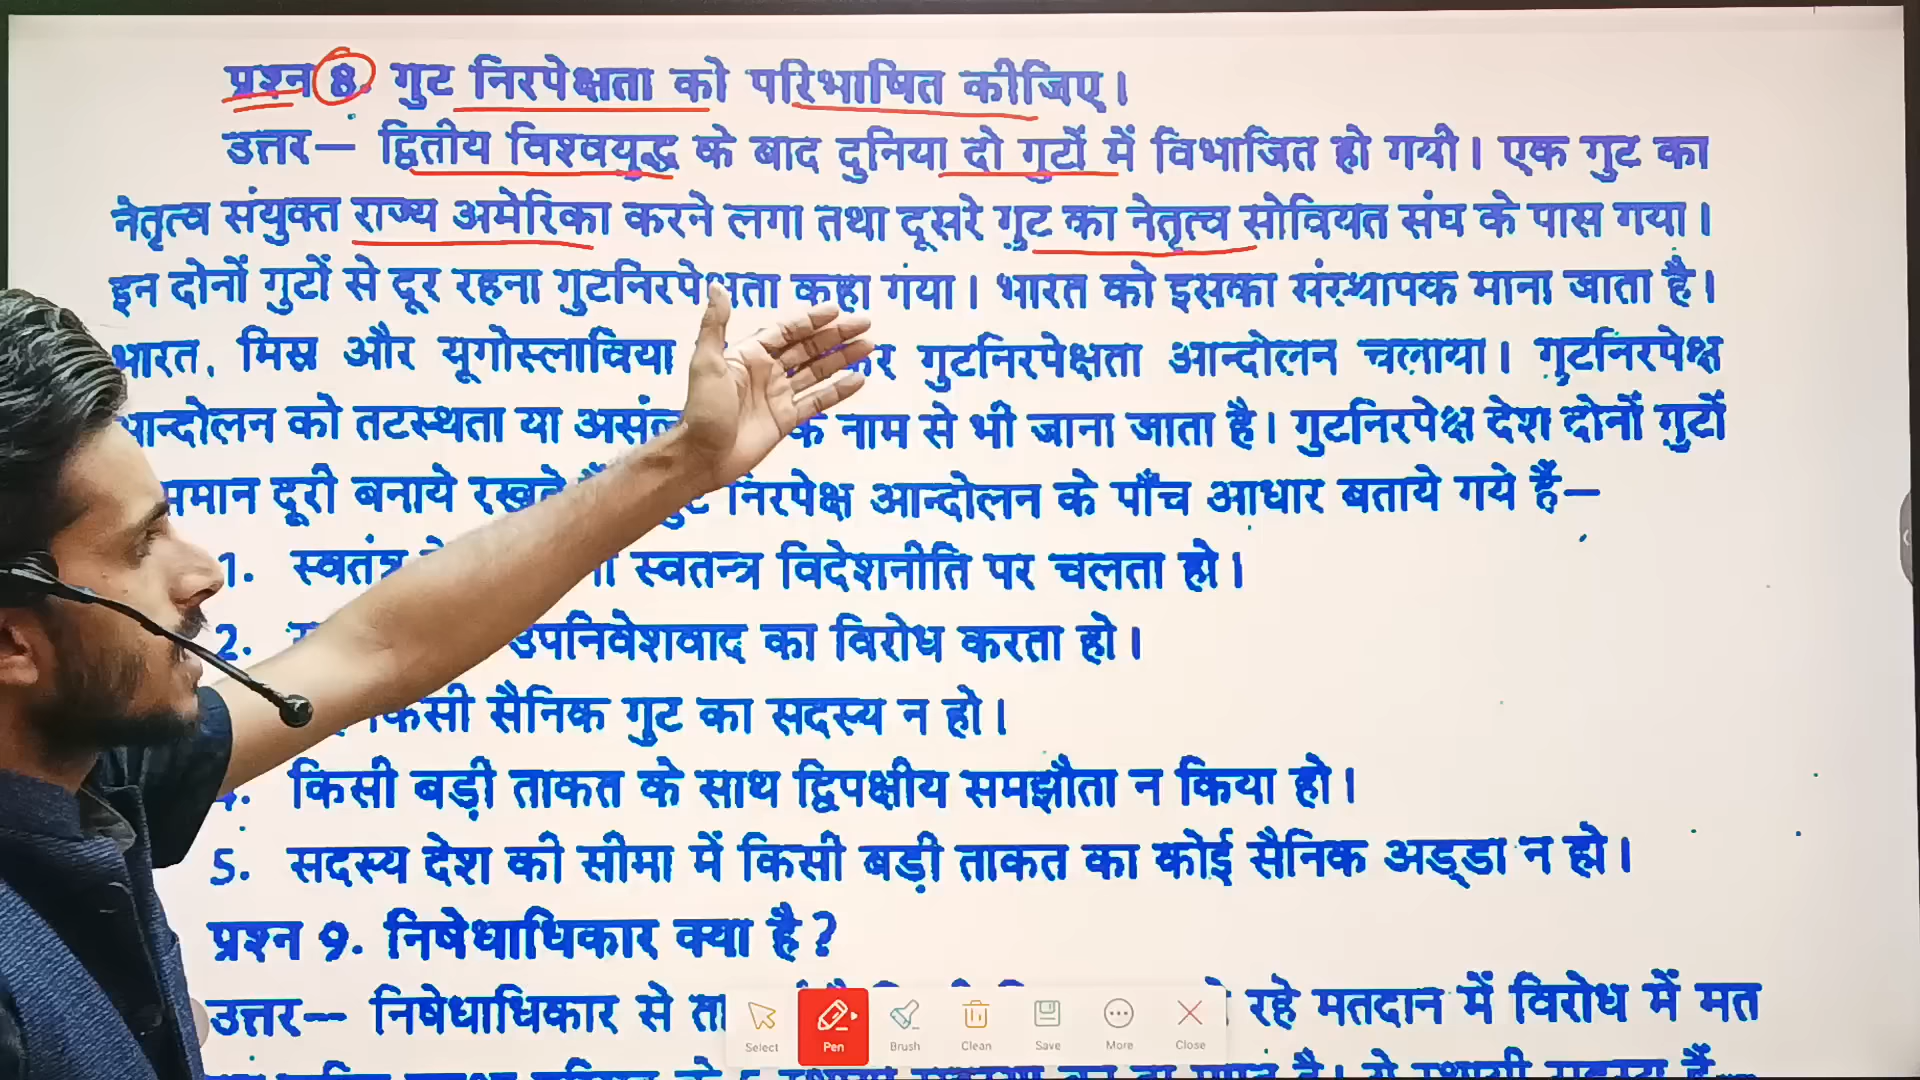 प्रश्न 8. गुट निरपेक्षता को परिभाषित कीजिए।
उत्तर— द्वितीय विश्वयुद्ध के बाद दुनिया दो गुटों में विभाजित हो गयी। एक गुट का
नेतृत्व संयुक्त राज्य अमेरिका करने लगा तथा दूसरे गुट का नेतृत्व सोवियत संघ के पास गया।
इन दोनों गुटों से दूर रहना गुटनिरपेक्षता कहा गया। भारत को इसका संस्थापक माना जाता है।
भारत, मिस्र और यूगोस्लाविया गुटनिरपेक्षता आन्दोलन चलाया। गुटनिरपेक्ष
आन्दोलन को तटस्थता या के नाम से भी जाना जाता है। गुटनिरपेक्ष देश दोनों गुटों
समान दूरी बनाये रखते निरपेक्ष आन्दोलन के पाँच आधार बताये गये हैं—
1. स्वतंत्र स्वतन्त्र विदेशनीति पर चलता हो।
2. उपनिवेशवाद का विरोध करता हो।
किसी सैनिक गुट का सदस्य न हो।
4. किसी बड़ी ताकत के साथ द्विपक्षीय समझौता न किया हो।
5. सदस्य देश की सीमा में किसी बड़ी ताकत का कोई सैनिक अड्डा न हो।
प्रश्न 9. निषेधाधिकार क्या है?
उत्तर— निषेधाधिकार से रहे मतदान में विरोध में मत
Select Pen Brush Clean Save More Close